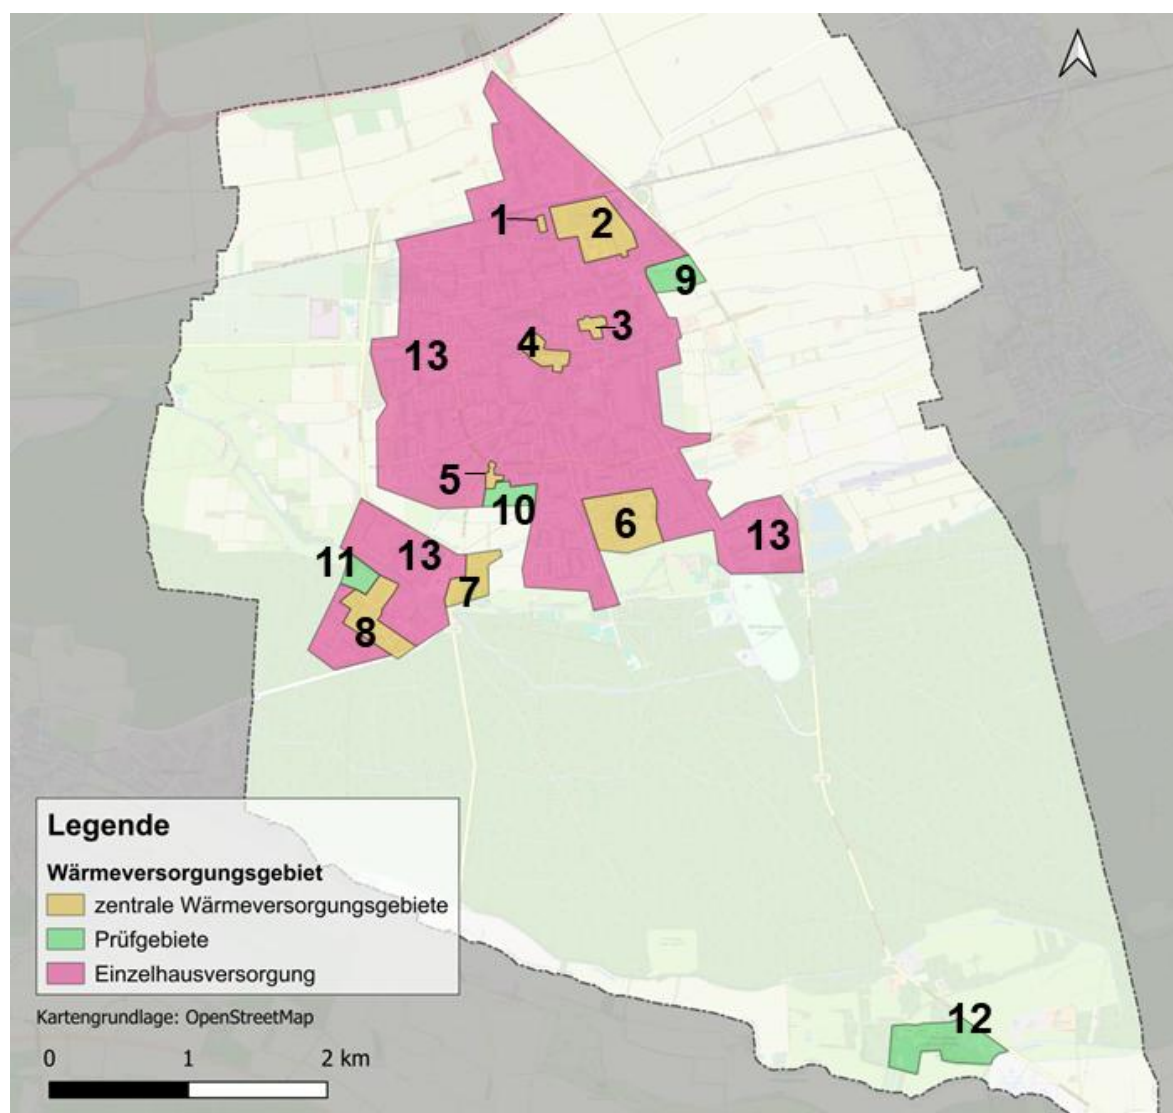 1
2
9
3
4
13
5
10
6
13
13
11
7
8
Legende
Wärmeversorgungsgebiet
zentrale Wärmeversorgungsgebiete
Prüfgebiete
Einzelhausversorgung
Kartengrundlage: OpenStreetMap
12
0 1 2 km